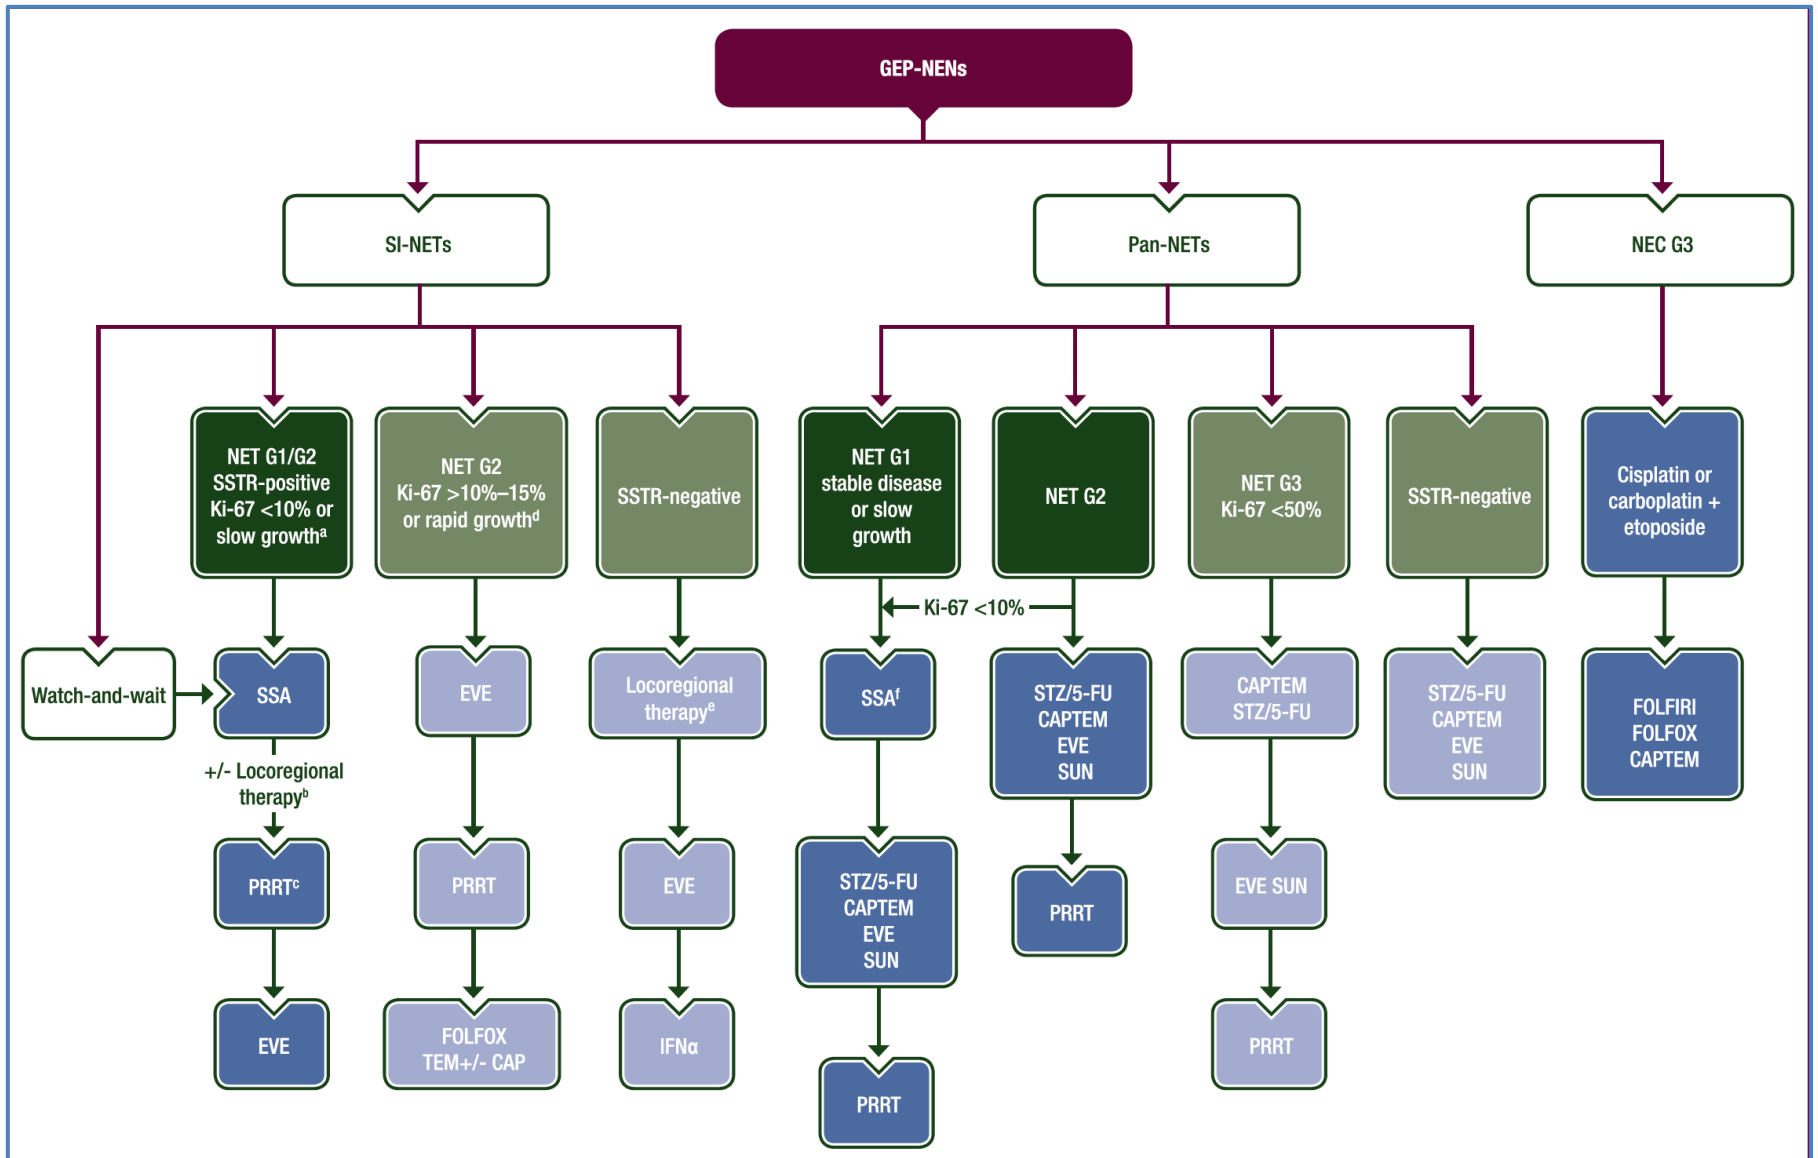 GEP-NENs
SI-NETs
Pan-NETs
NEC G3
NET G1/G2
SSTR-positive
Ki-67 <10% or
slow growthᵃ
NET G2
Ki-67 >10%–15%
or rapid growthᵈ
SSTR-negative
NET G1
stable disease
or slow
growth
NET G2
NET G3
Ki-67 <50%
SSTR-negative
Cisplatin or
carboplatin +
etoposide
Ki-67 <10%
Watch-and-wait
SSA
EVE
Locoregional
therapyᵉ
SSAᶠ
STZ/5-FU
CAPTEM
EVE
SUN
CAPTEM
STZ/5-FU
STZ/5-FU
CAPTEM
EVE
SUN
FOLFIRI
FOLFOX
CAPTEM
+/- Locoregional
therapyᵇ
PRRTᶜ
PRRT
EVE
STZ/5-FU
CAPTEM
EVE
SUN
PRRT
EVE SUN
EVE
FOLFOX
TEM+/- CAP
IFNα
PRRT
PRRT